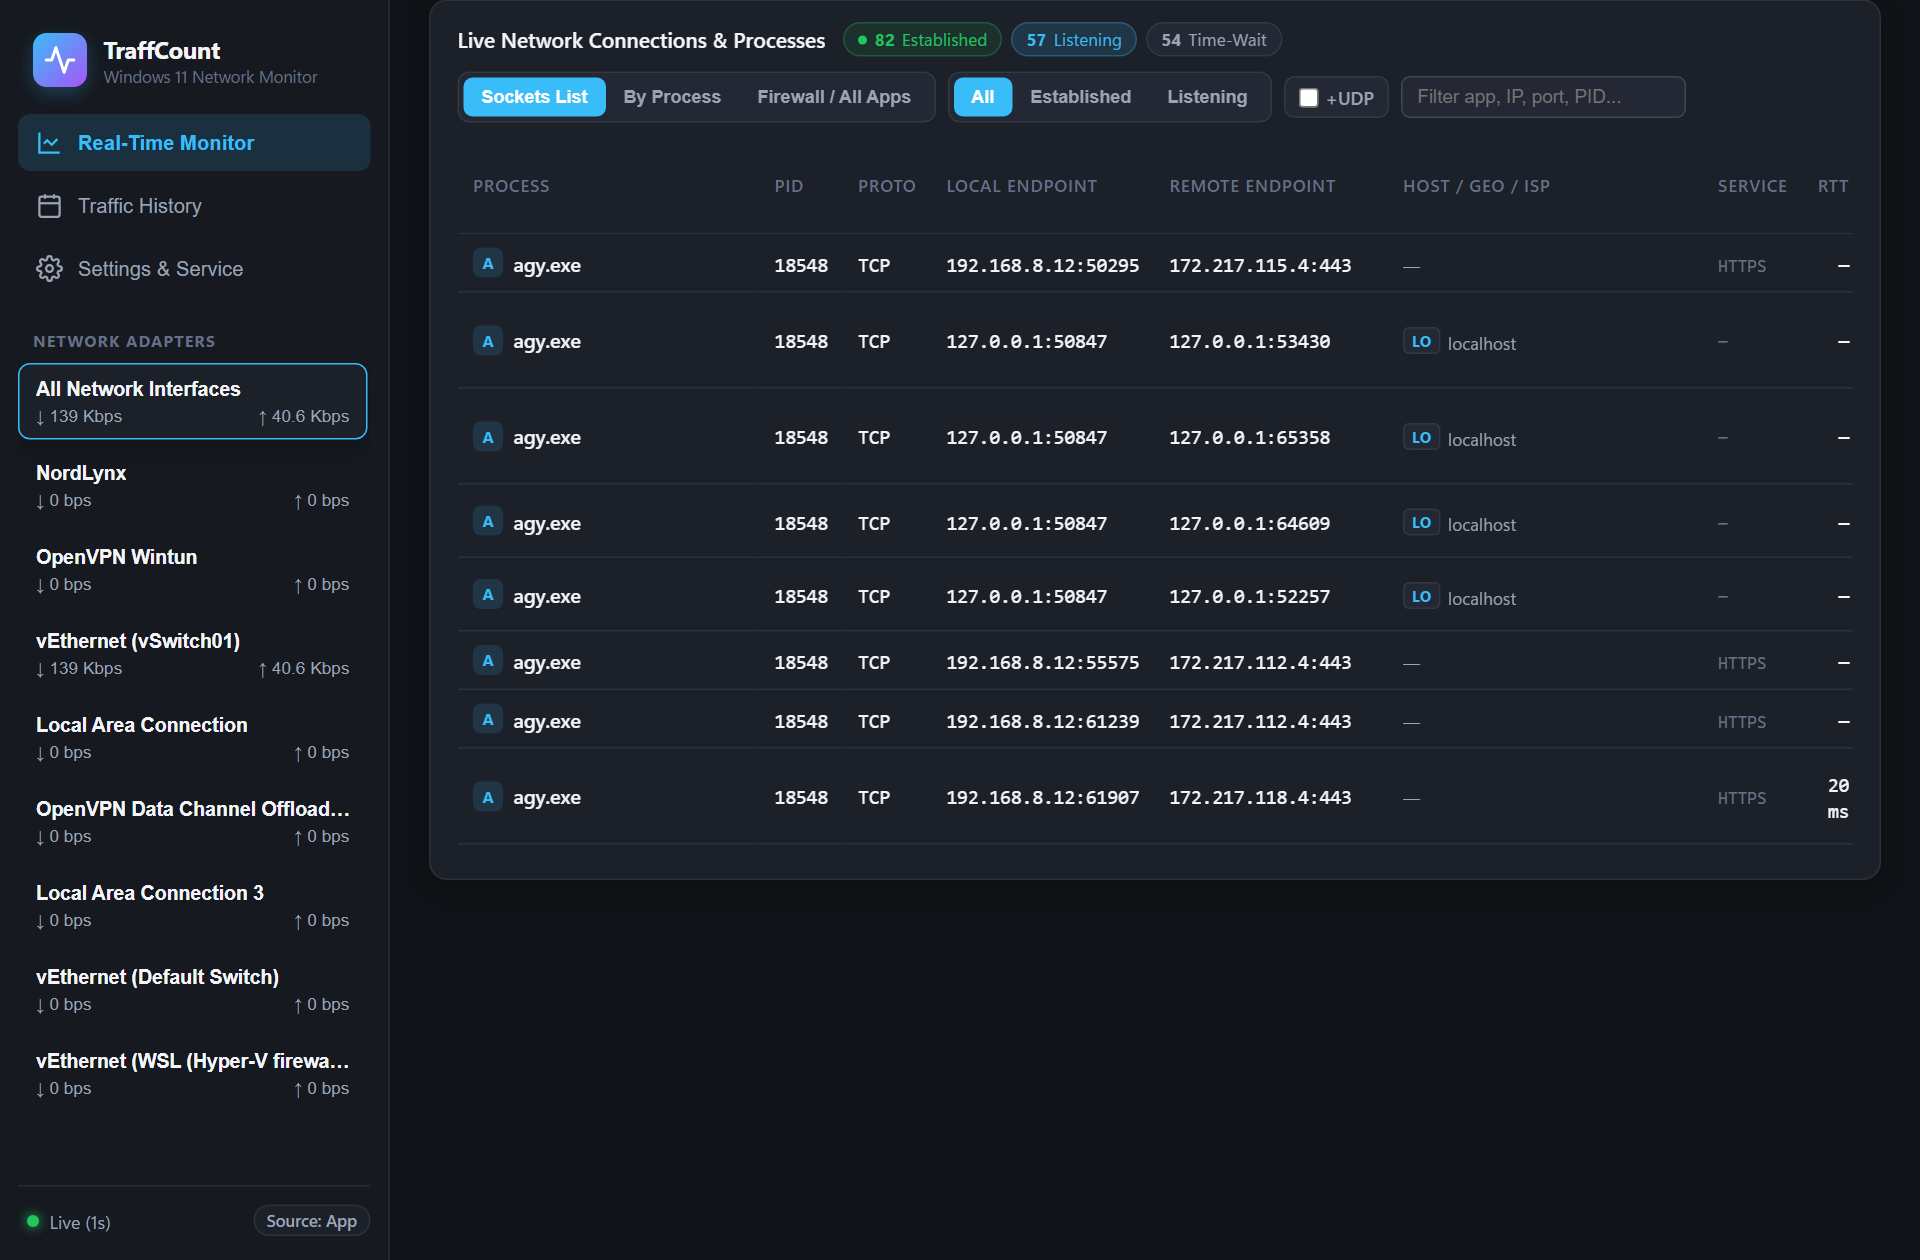 TraffCount
Windows 11 Network Monitor
Real-Time Monitor
Traffic History
Settings & Service
NETWORK ADAPTERS
All Network Interfaces
↓ 139 Kbps ↑ 40.6 Kbps
NordLynx
↓ 0 bps ↑ 0 bps
OpenVPN Wintun
↓ 0 bps ↑ 0 bps
vEthernet (vSwitch01)
↓ 139 Kbps ↑ 40.6 Kbps
Local Area Connection
↓ 0 bps ↑ 0 bps
OpenVPN Data Channel Offload...
↓ 0 bps ↑ 0 bps
Local Area Connection 3
↓ 0 bps ↑ 0 bps
vEthernet (Default Switch)
↓ 0 bps ↑ 0 bps
vEthernet (WSL (Hyper-V firewa...
↓ 0 bps ↑ 0 bps
Live (1s) Source: App
Live Network Connections & Processes 82 Established 57 Listening 54 Time-Wait
Sockets List By Process Firewall / All Apps All Established Listening +UDP Filter app, IP, port, PID...
PROCESS PID PROTO LOCAL ENDPOINT REMOTE ENDPOINT HOST / GEO / ISP SERVICE RTT
A agy.exe 18548 TCP 192.168.8.12:50295 172.217.115.4:443 — HTTPS —
A agy.exe 18548 TCP 127.0.0.1:50847 127.0.0.1:53430 LO localhost – —
A agy.exe 18548 TCP 127.0.0.1:50847 127.0.0.1:65358 LO localhost – —
A agy.exe 18548 TCP 127.0.0.1:50847 127.0.0.1:64609 LO localhost – —
A agy.exe 18548 TCP 127.0.0.1:50847 127.0.0.1:52257 LO localhost – —
A agy.exe 18548 TCP 192.168.8.12:55575 172.217.112.4:443 — HTTPS —
A agy.exe 18548 TCP 192.168.8.12:61239 172.217.112.4:443 — HTTPS —
A agy.exe 18548 TCP 192.168.8.12:61907 172.217.118.4:443 — HTTPS 20
ms